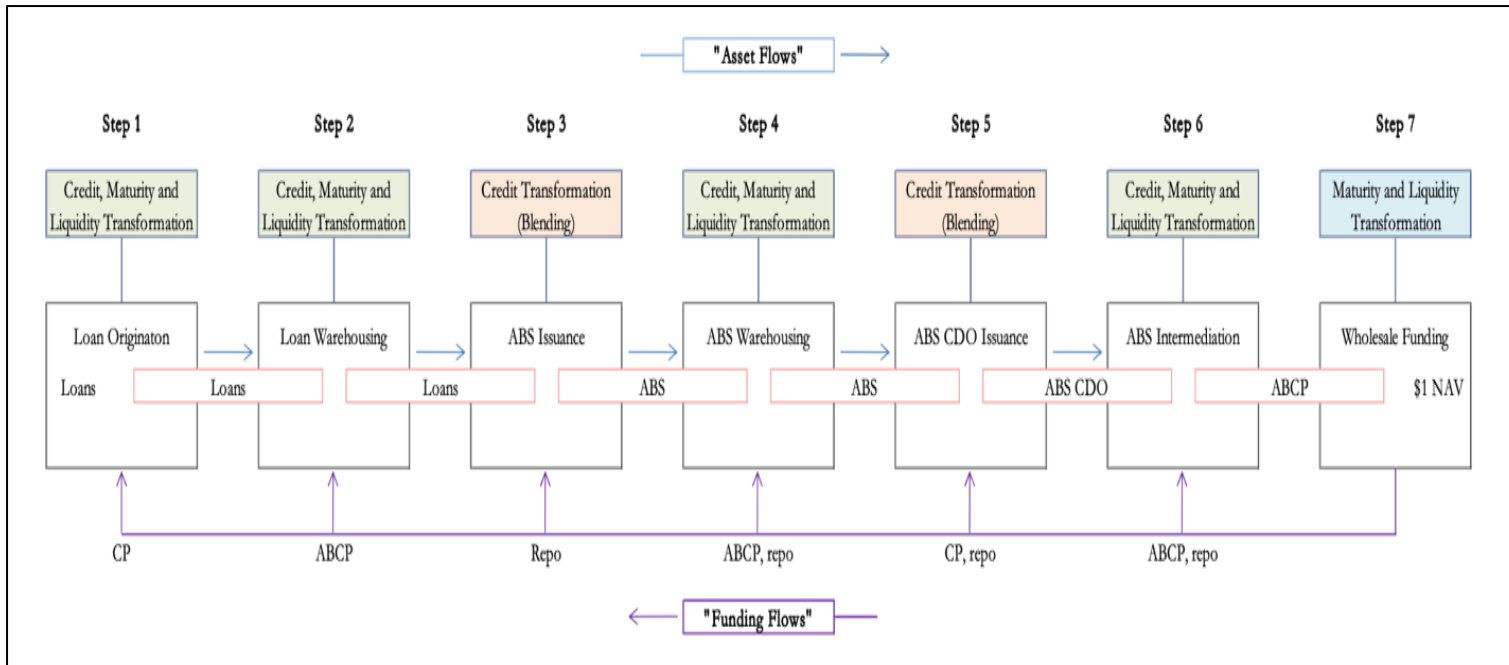 "Asset Flows"
Step 1
Step 2
Step 3
Step 4
Step 5
Step 6
Step 7
Credit, Maturity and
Liquidity Transformation
Credit, Maturity and
Liquidity Transformation
Credit Transformation
(Blending)
Credit, Maturity and
Liquidity Transformation
Credit Transformation
(Blending)
Credit, Maturity and
Liquidity Transformation
Maturity and Liquidity
Transformation
Loan Originaton
Loan Warehousing
ABS Issuance
ABS Warehousing
ABS CDO Issuance
ABS Intermediation
Wholesale Funding
Loans
Loans
Loans
ABS
ABS
ABS CDO
ABCP
$1 NAV
CP
ABCP
Repo
ABCP, repo
CP, repo
ABCP, repo
"Funding Flows"